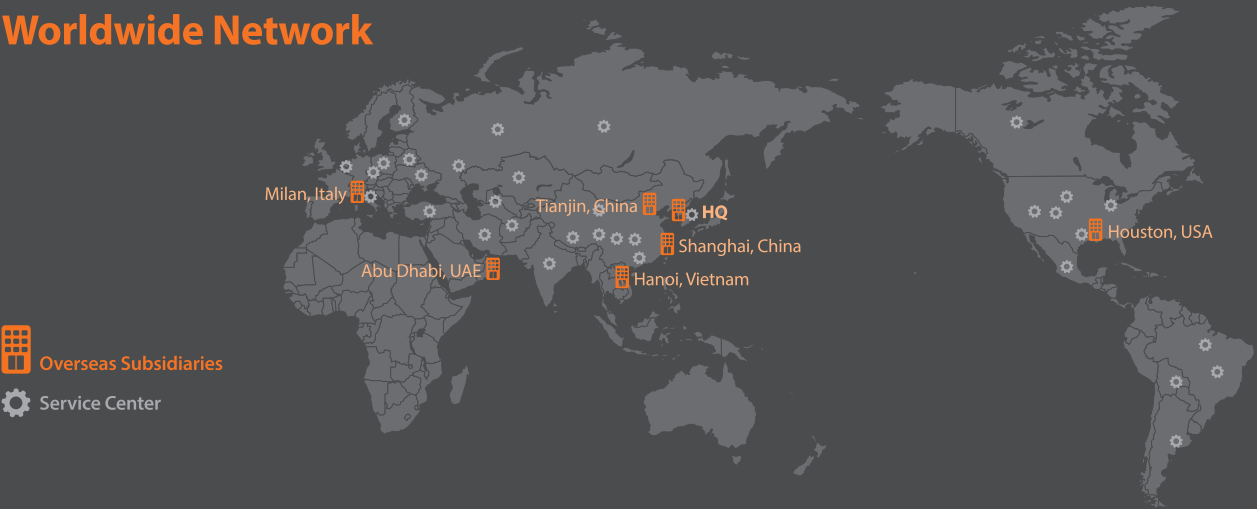 Worldwide Network
Milan, Italy
Tianjin, China
HQ
Houston, USA
Shanghai, China
Abu Dhabi, UAE
Hanoi, Vietnam
Overseas Subsidiaries
Service Center